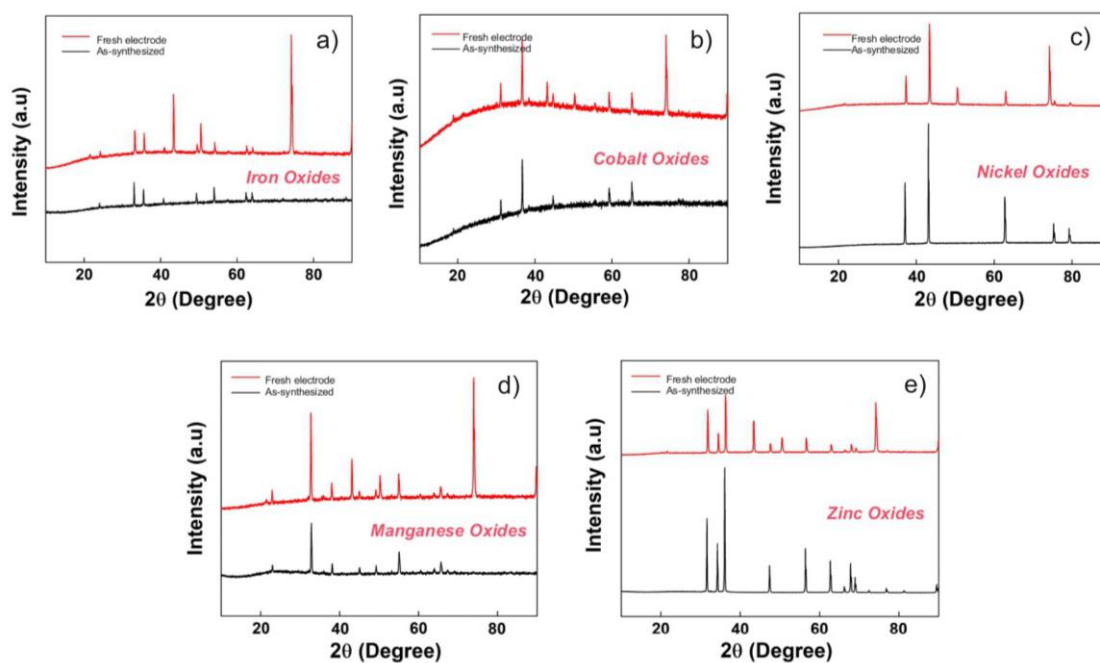 Fresh electrode
As-synthesized
a)
Intensity (a.u)
Iron Oxides
20 40 60 80
2θ (Degree)
Fresh electrode
As-synthesized
b)
Intensity (a.u)
Cobalt Oxides
20 40 60 80
2θ (Degree)
Fresh electrode
As-synthesized
c)
Intensity (a.u)
Nickel Oxides
20 40 60 80
2θ (Degree)
Fresh electrode
As-synthesized
d)
Intensity (a.u)
Manganese Oxides
20 40 60 80
2θ (Degree)
Fresh electrode
As-synthesized
e)
Intensity (a.u)
Zinc Oxides
20 40 60 80
2θ (Degree)